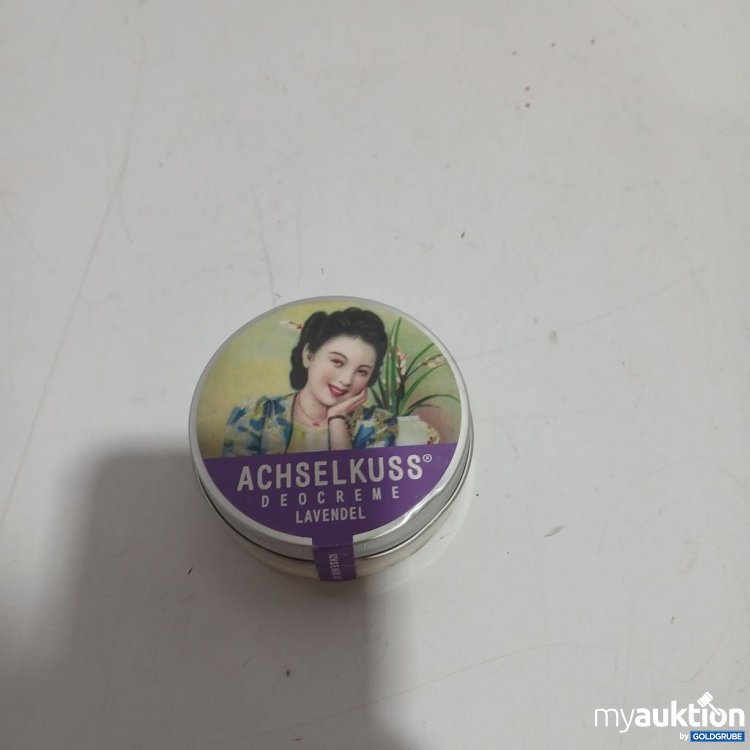 ACHSELKUSS®
DEOCREME
LAVENDEL
myauktion
by GOLDGRUBE